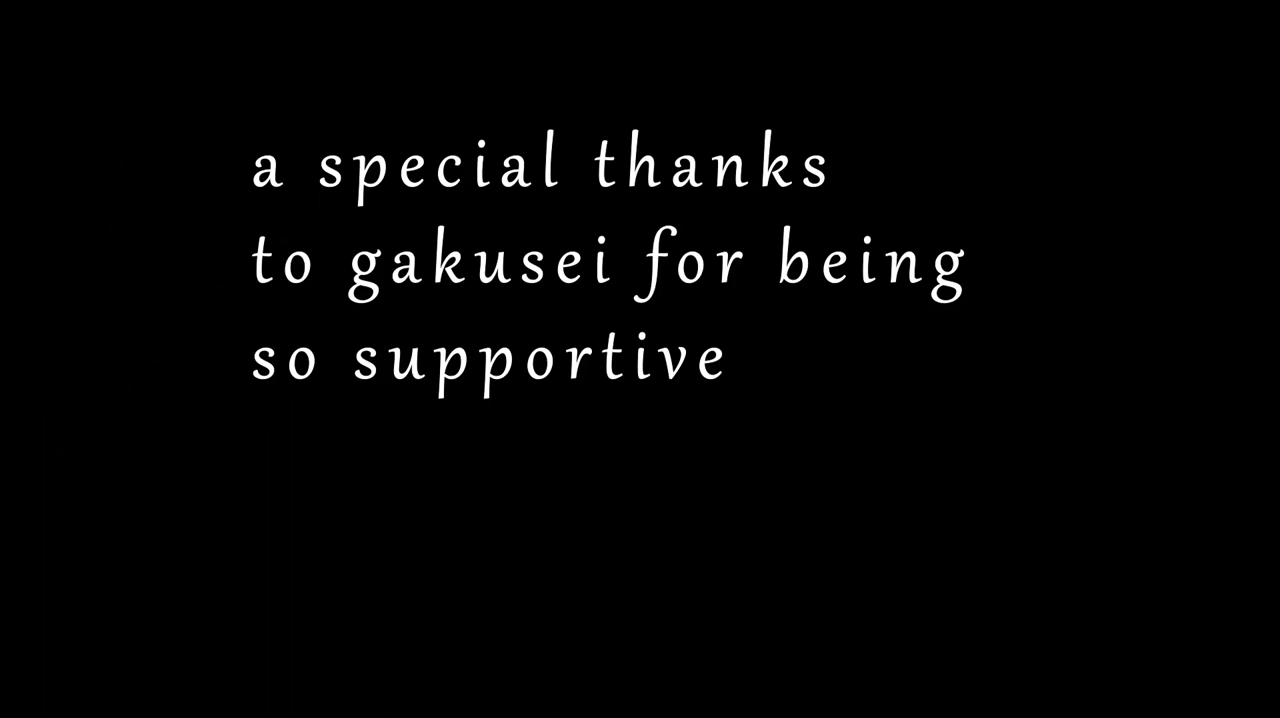 a special thanks
to gakusei for being
so supportive